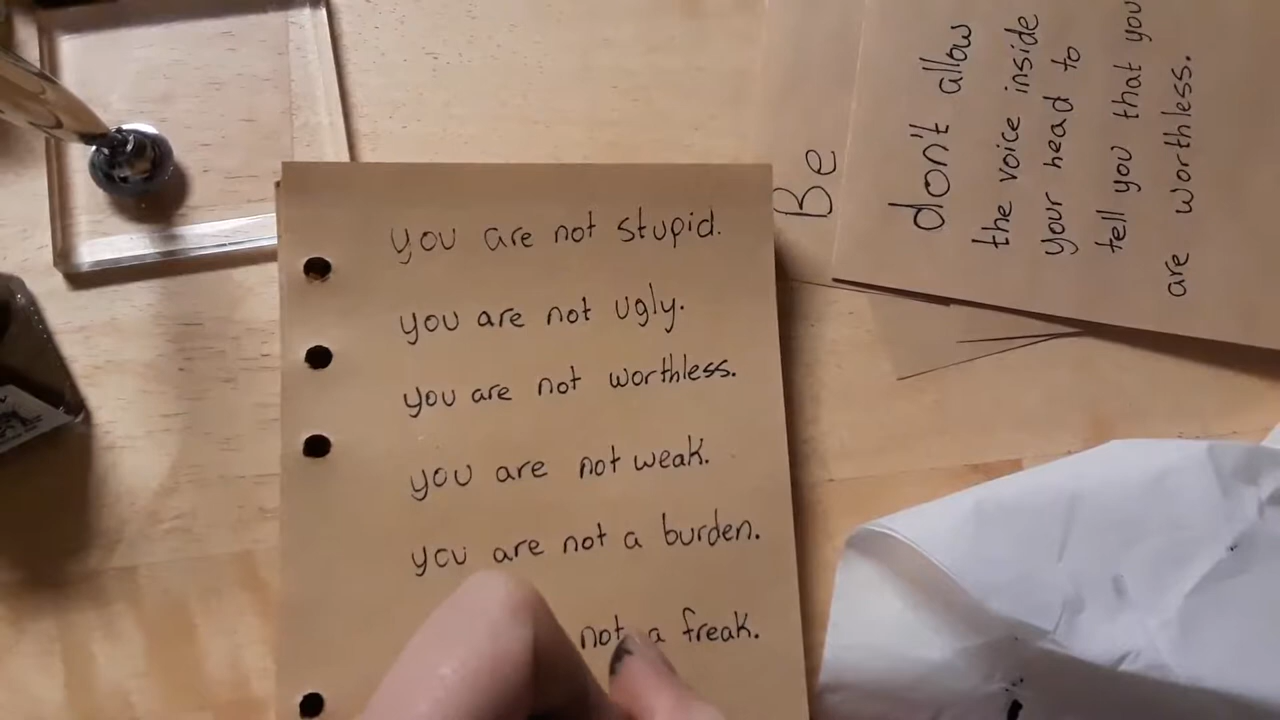 you are not stupid.
you are not ugly.
you are not worthless.
you are not weak.
you are not a burden.
not a freak.
Be
don't allow
the voice inside
your head to
tell you that you
are worthless.